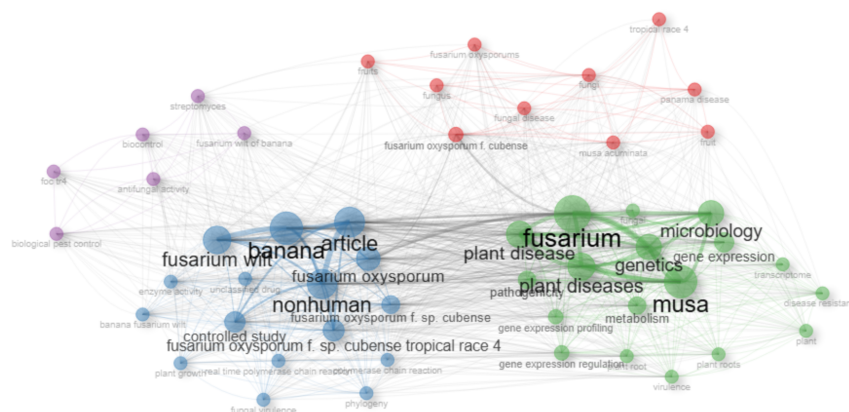 tropical race 4
fusarium oxysporums
fruits
fungi
fungus
panama disease
streptomyces
fungal disease
biocontrol
fusarium wilt of banana
fusarium oxysporum f. cubense
fruit
musa acuminata
foc tr4
antifungal activity
fungal
biological pest control
microbiology
banana
article
fusarium
fusarium wilt
plant disease
gene expression
genetics
fusarium oxysporum
transcriptome
enzyme activity
unclassified drug
plant diseases
pathogenicity
disease resistan
nonhuman
musa
banana fusarium wilt
fusarium oxysporum f. sp. cubense
metabolism
gene expression profiling
controlled study
plant
fusarium oxysporum f. sp. cubense tropical race 4
plant growth
real time polymerase chain reaction
polymerase chain reaction
gene expression regulation
plant root
plant roots
virulence
phylogeny
fungal virulence